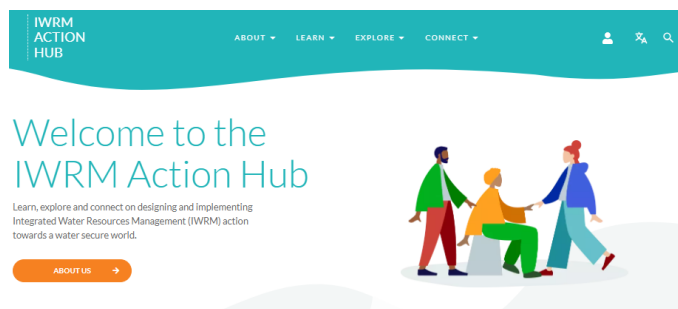 IWRM
ACTION
HUB
ABOUT LEARN EXPLORE CONNECT
Welcome to the
IWRM Action Hub
Learn, explore and connect on designing and implementing
Integrated Water Resources Management (IWRM) action
towards a water secure world.
ABOUT US